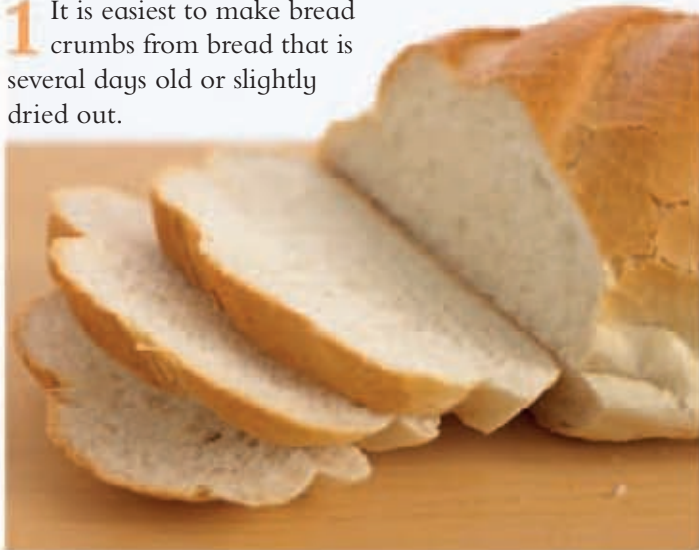 1 It is easiest to make bread
crumbs from bread that is
several days old or slightly
dried out.